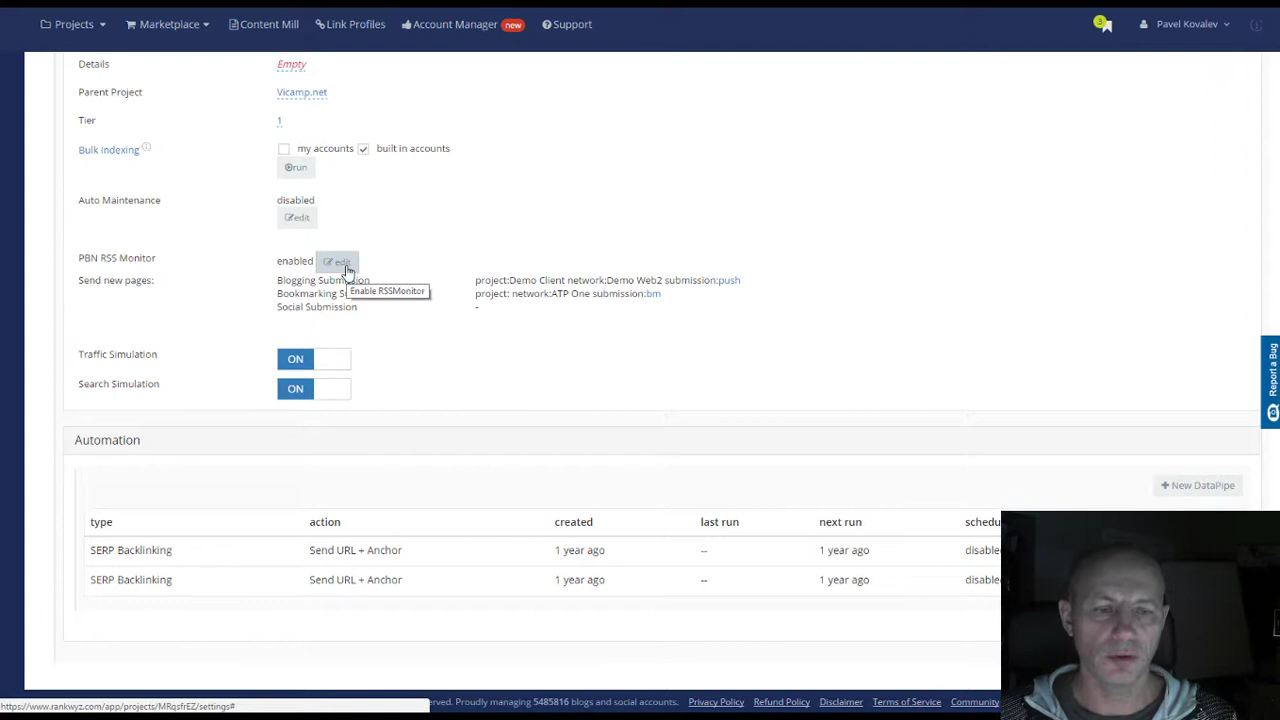 Projects Marketplace Content Mill Link Profiles Account Manager new Support 3 Pavel Kovalev
Details Empty
Parent Project Vicamp.net
Tier 1
Bulk Indexing my accounts built in accounts
run
Auto Maintenance disabled
edit
PBN RSS Monitor enabled edit
Send new pages: Blogging Submission project:Demo Client network:Demo Web2 submission:push
Enable RSSMonitor
Bookmarking project: network:ATP One submission:bm
Social Submission -
Traffic Simulation ON
Search Simulation ON
Report a Bug
Automation
+ New DataPipe
type action created last run next run schedu
SERP Backlinking Send URL + Anchor 1 year ago -- 1 year ago disable
SERP Backlinking Send URL + Anchor 1 year ago -- 1 year ago disable
https://www.rankwyz.com/app/projects/MRqsfrEZ/settings#
erved. Proudly managing 5485816 blogs and social accounts. Privacy Policy Refund Policy Disclaimer Terms of Service Community